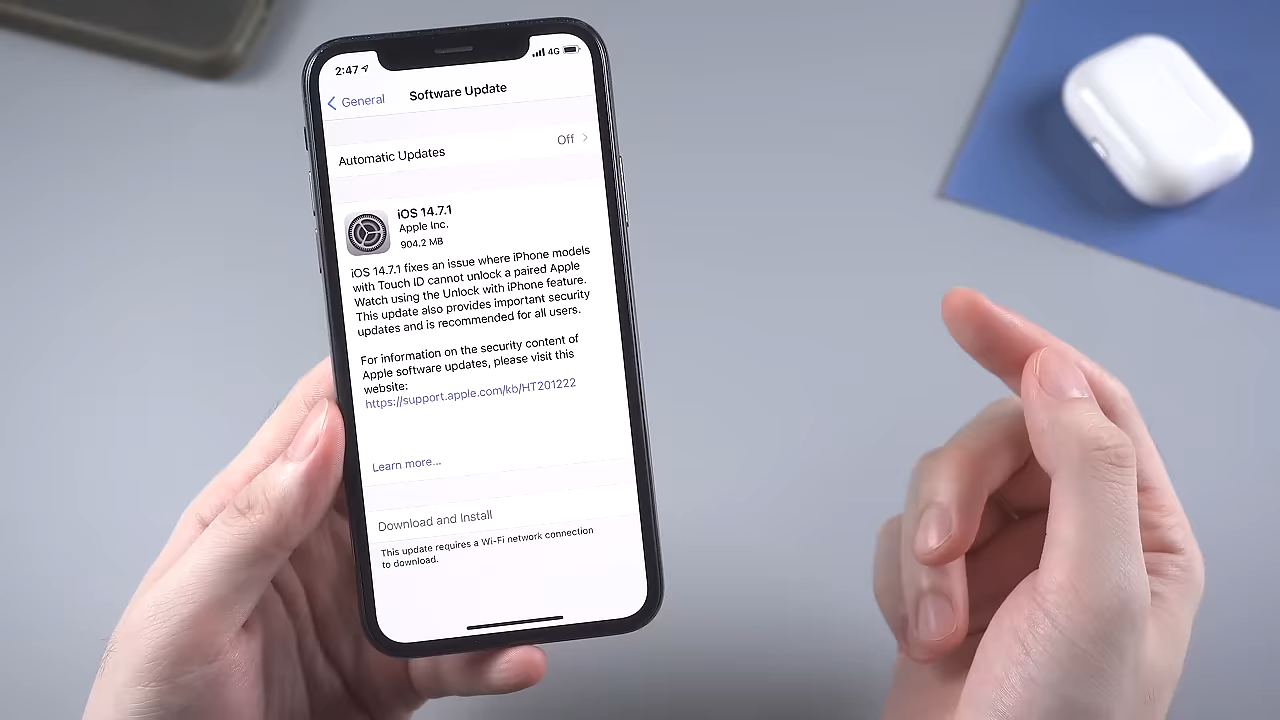 2:47 4G
General Software Update
Automatic Updates Off
iOS 14.7.1
Apple Inc.
904.2 MB
iOS 14.7.1 fixes an issue where iPhone models
with Touch ID cannot unlock a paired Apple
Watch using the Unlock with iPhone feature.
This update also provides important security
updates and is recommended for all users.
For information on the security content of
Apple software updates, please visit this
website:
https://support.apple.com/kb/HT201222
Learn more...
Download and Install
This update requires a Wi-Fi network connection
to download.